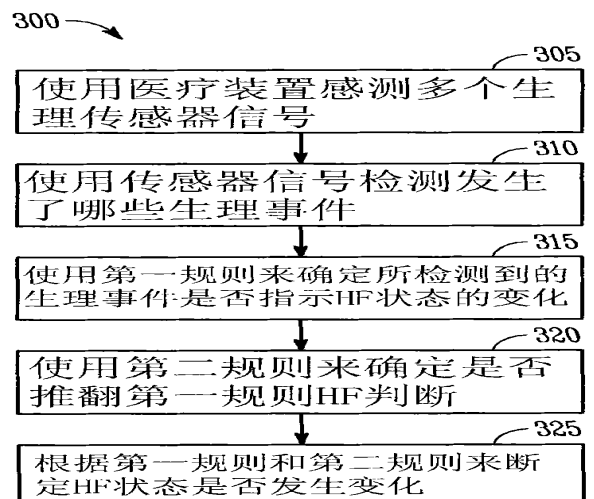 300
305
使用医疗装置感测多个生
理传感器信号
310
使用传感器信号检测发生
了哪些生理事件
315
使用第一规则来确定所检测到的
生理事件是否指示HF状态的变化
320
使用第二规则来确定是否
推翻第一规则HF判断
325
根据第一规则和第二规则来断
定HF状态是否发生变化